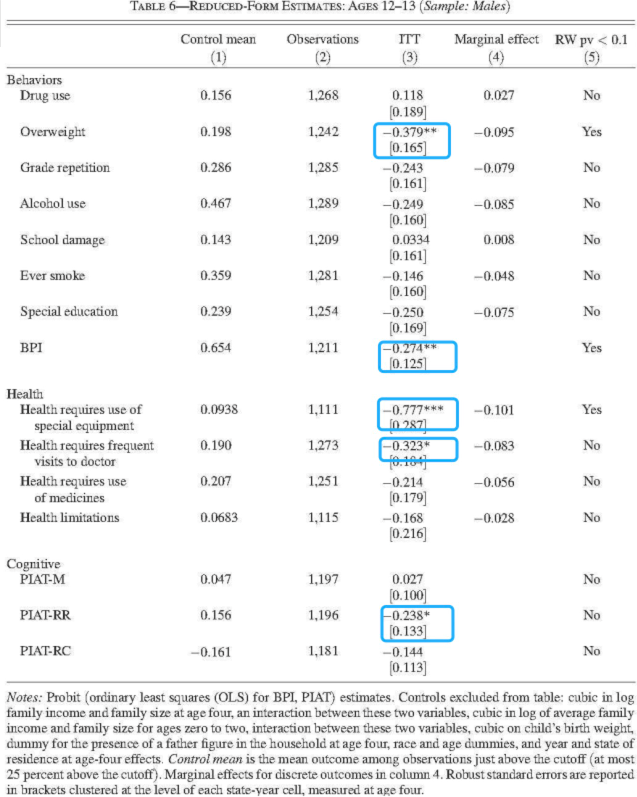 TABLE 6—REDUCED-FORM ESTIMATES: AGES 12–13 (Sample: Males)
Control mean Observations ITT Marginal effect RW pv < 0.1
(1) (2) (3) (4) (5)
Behaviors
Drug use 0.156 1,268 0.118 0.027 No
[0.189]
Overweight 0.198 1,242 −0.379** −0.095 Yes
[0.165]
Grade repetition 0.286 1,285 −0.243 −0.079 No
[0.161]
Alcohol use 0.467 1,289 −0.249 −0.085 No
[0.160]
School damage 0.143 1,209 0.0334 0.008 No
[0.161]
Ever smoke 0.359 1,281 −0.146 −0.048 No
[0.160]
Special education 0.239 1,254 −0.250 −0.075 No
[0.169]
BPI 0.654 1,211 −0.274** Yes
[0.125]
Health
Health requires use of 0.0938 1,111 −0.777*** −0.101 Yes
special equipment [0.287]
Health requires frequent 0.190 1,273 −0.323* −0.083 No
visits to doctor [0.184]
Health requires use 0.207 1,251 −0.214 −0.056 No
of medicines [0.179]
Health limitations 0.0683 1,115 −0.168 −0.028 No
[0.216]
Cognitive
PIAT-M 0.047 1,197 0.027 No
[0.100]
PIAT-RR 0.156 1,196 −0.238* No
[0.133]
PIAT-RC −0.161 1,181 −0.144 No
[0.113]
Notes: Probit (ordinary least squares (OLS) for BPI, PIAT) estimates. Controls excluded from table: cubic in log
family income and family size at age four, an interaction between these two variables, cubic in log of average family
income and family size for ages zero to two, interaction between these two variables, cubic on child's birth weight,
dummy for the presence of a father figure in the household at age four, race and age dummies, and year and state of
residence at age-four effects. Control mean is the mean outcome among observations just above the cutoff (at most
25 percent above the cutoff). Marginal effects for discrete outcomes in column 4. Robust standard errors are reported
in brackets clustered at the level of each state-year cell, measured at age four.